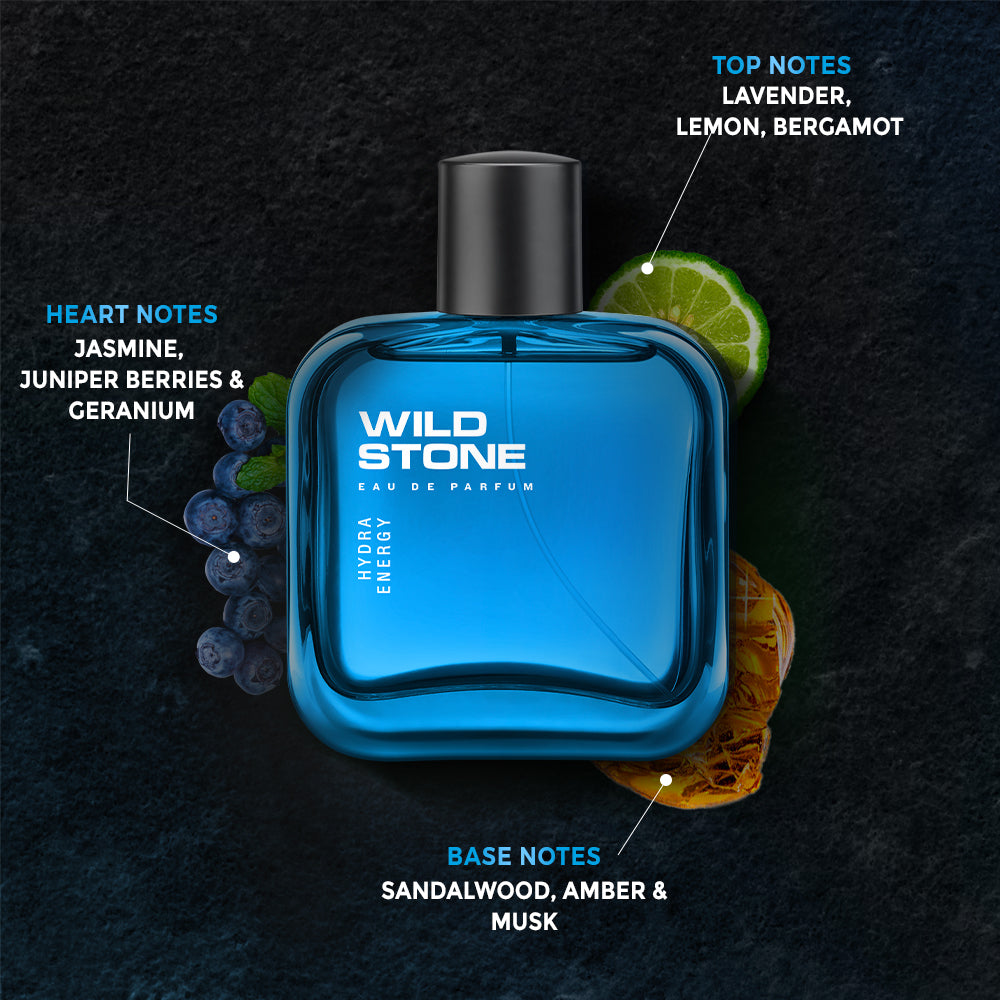 TOP NOTES
LAVENDER,
LEMON, BERGAMOT
HEART NOTES
JASMINE,
JUNIPER BERRIES &
GERANIUM
WILD
STONE
EAU DE PARFUM
HYDRA
ENERGY
BASE NOTES
SANDALWOOD, AMBER &
MUSK